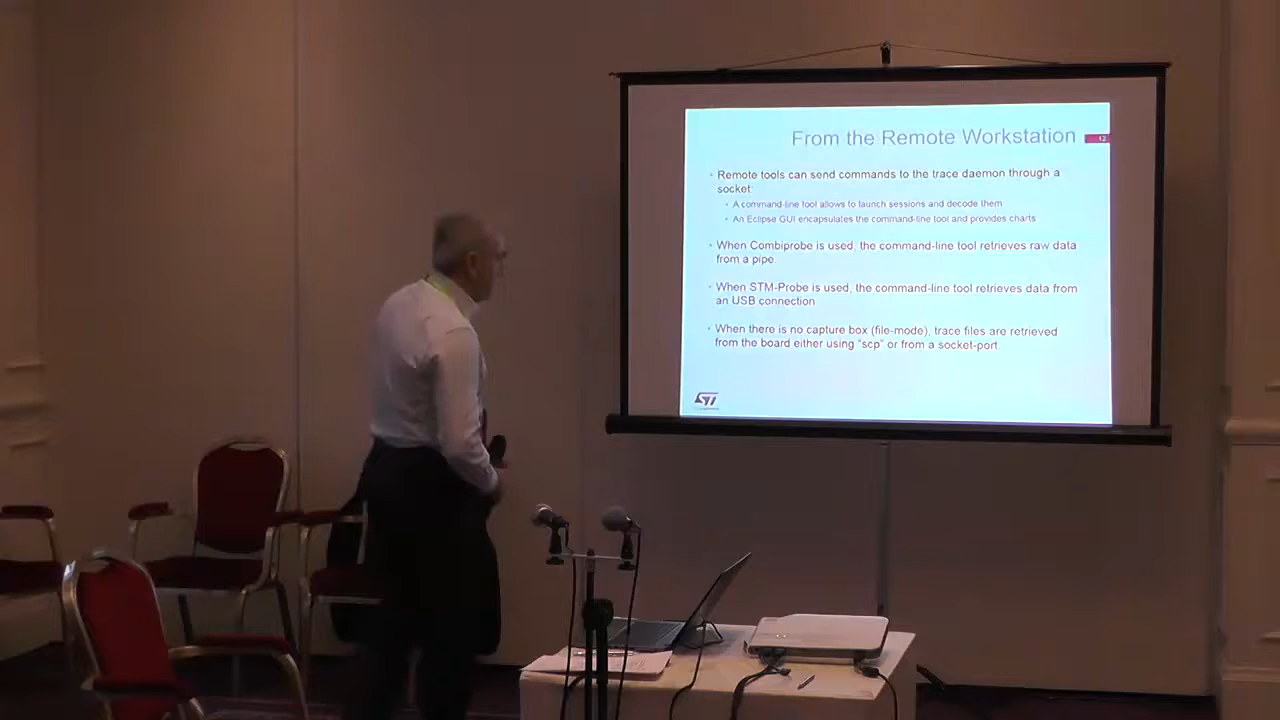 From the Remote Workstation
12
Remote tools can send commands to the trace daemon through a
socket:
A command-line tool allows to launch sessions and decode them
An Eclipse GUI encapsulates the command-line tool and provides charts
When Combiprobe is used, the command-line tool retrieves raw data
from a pipe
When STM-Probe is used, the command-line tool retrieves data from
an USB connection
When there is no capture box (file-mode), trace files are retrieved
from the board either using "scp" or from a socket-port.
ST